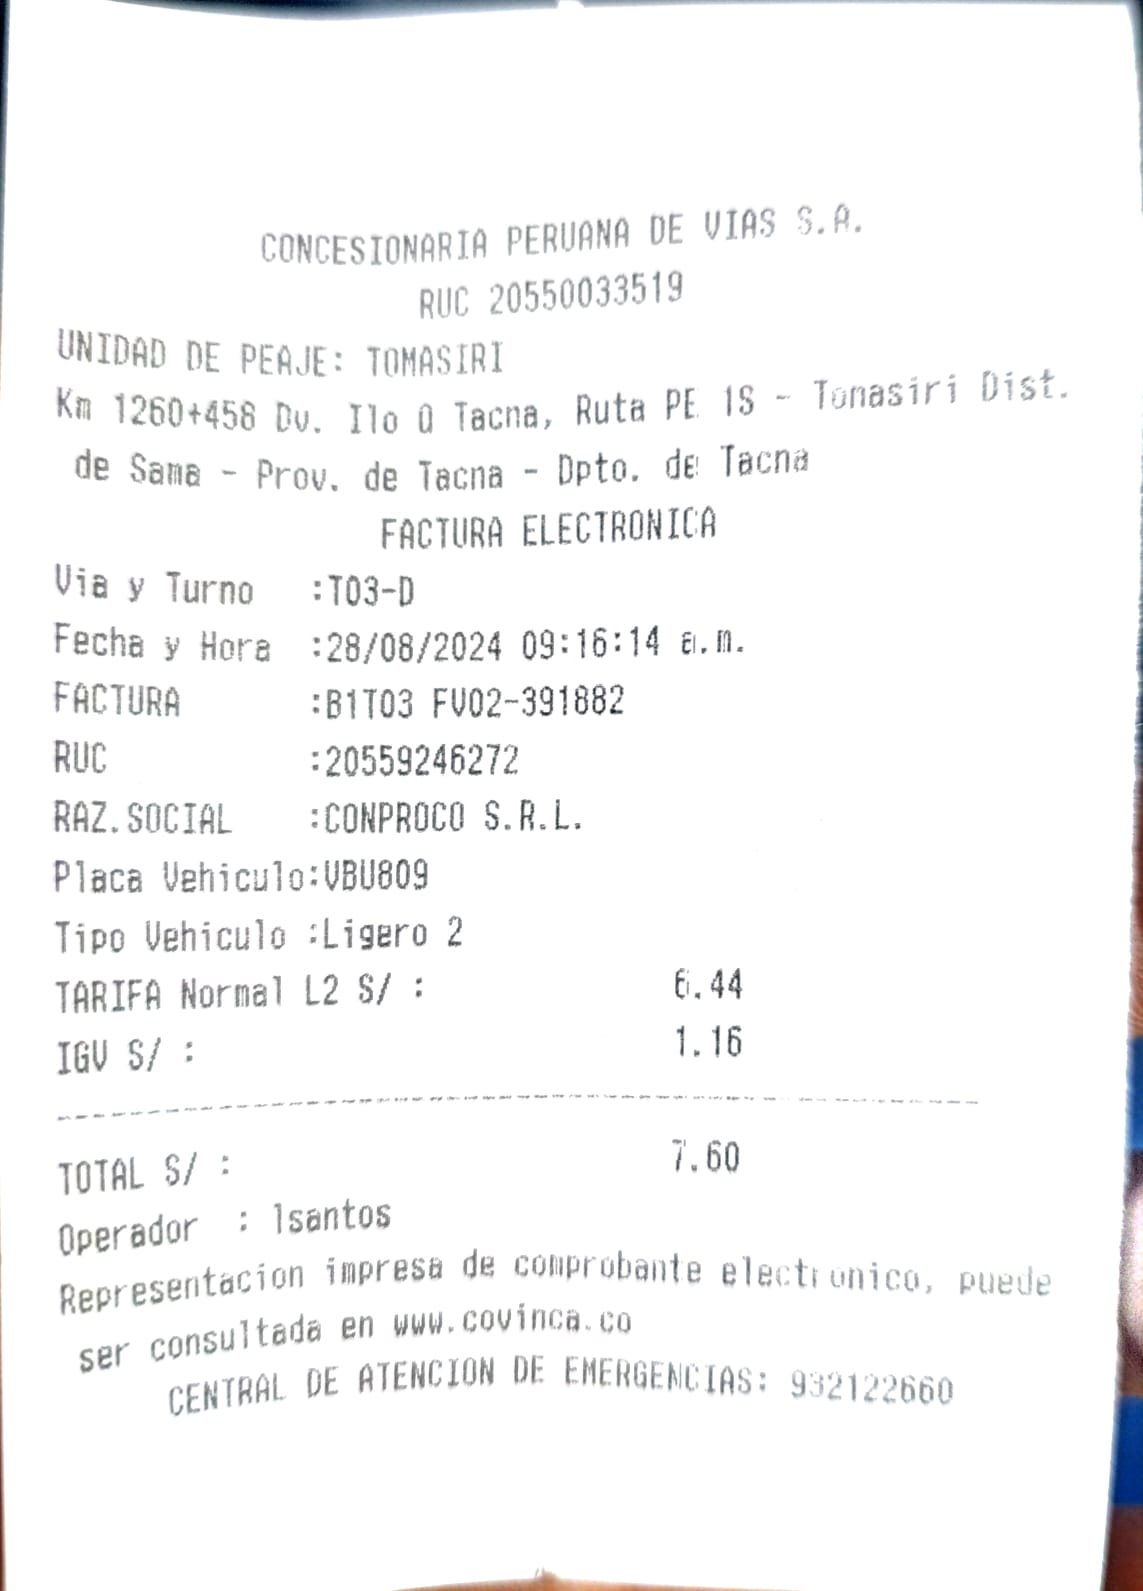 CONCESIONARIA PERUANA DE VIAS S.A.
RUC 20550033519
UNIDAD DE PEAJE: TOMASIRI
Km 1260+458 Dv. Ilo Q Tacna, Ruta PE 1S - Tomasiri Dist.
de Sama - Prov. de Tacna - Dpto. de Tacna
FACTURA ELECTRONICA
Via y Turno :T03-D
Fecha y Hora :28/08/2024 09:16:14 a.m.
FACTURA :B1T03 FV02-391882
RUC :20559246272
RAZ.SOCIAL :CONPROCO S.R.L.
Placa Vehiculo:VBU809
Tipo Vehiculo :Ligero 2
TARIFA Normal L2 S/ : 6.44
IGV S/ : 1.16
--------------------------------------------------
TOTAL S/ : 7.60
Operador : lsantos
Representacion impresa de comprobante electronico, puede
ser consultada en www.covinca.co
CENTRAL DE ATENCION DE EMERGENCIAS: 932122660